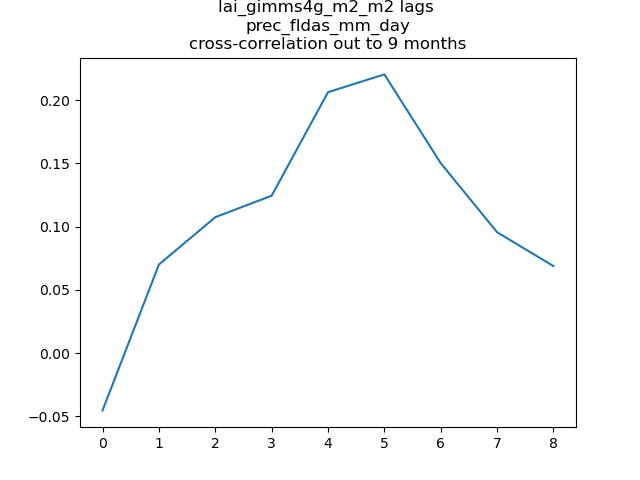 lai_gimms4g_m2_m2 lags
prec_fldas_mm_day
cross-correlation out to 9 months
0.20
0.15
0.10
0.05
0.00
−0.05
0 1 2 3 4 5 6 7 8